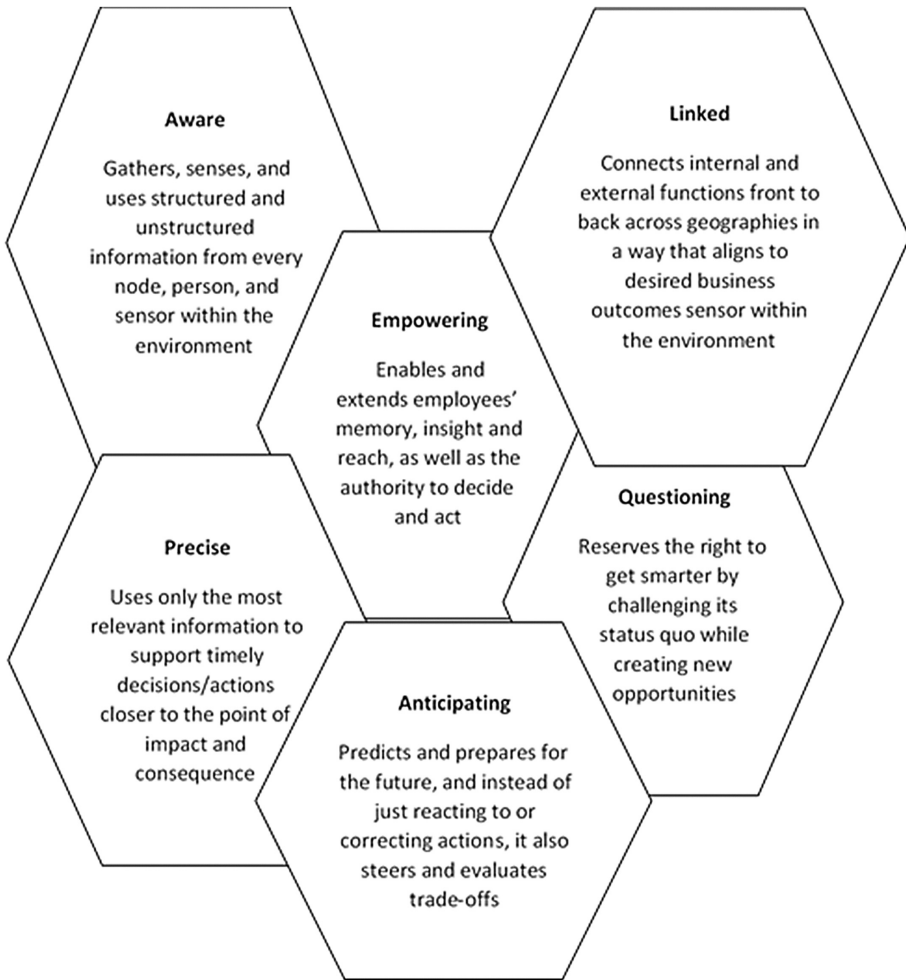 Aware
Gathers, senses, and
uses structured and
unstructured
information from every
node, person, and
sensor within the
environment
Linked
Connects internal and
external functions front to
back across geographies in
a way that aligns to
desired business
outcomes sensor within
the environment
Empowering
Enables and
extends employees’
memory, insight and
reach, as well as the
authority to decide
and act
Questioning
Reserves the right to
get smarter by
challenging its
status quo while
creating new
opportunities
Precise
Uses only the most
relevant information to
support timely
decisions/actions
closer to the point of
impact and
consequence
Anticipating
Predicts and prepares for
the future, and instead of
just reacting to or
correcting actions, it also
steers and evaluates
trade-offs